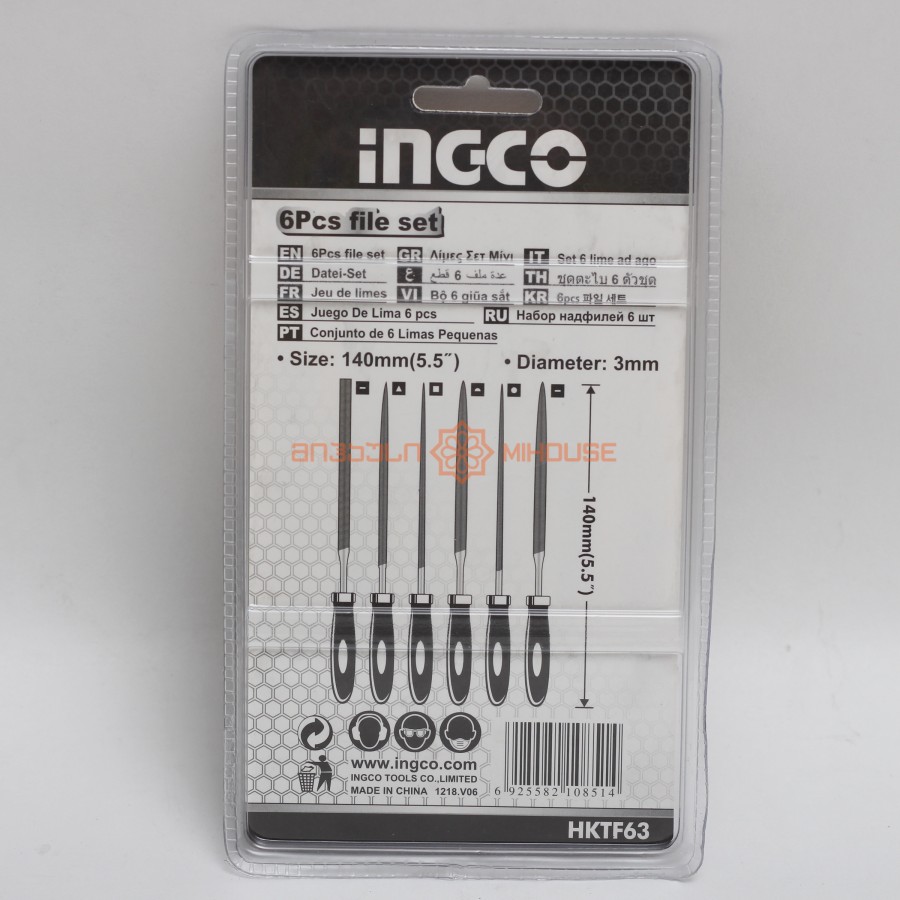 INGCO
6Pcs file set
EN 6Pcs file set GR Λίμες Σετ Μίνι IT Set 6 lime ad ago
DE Datei-Set ع عدة ملف 6 قطع TH ชุดตะไบ 6 ตัวชุด
FR Jeu de limes VI Bộ 6 giũa sắt KR 6pcs 파일 세트
ES Juego De Lima 6 pcs RU Набор надфилей 6 шт
PT Conjunto de 6 Limas Pequenas
• Size: 140mm(5.5˝) • Diameter: 3mm
მიჰაუსი MIHOUSE
140mm(5.5˝)
www.ingco.com
INGCO TOOLS CO.,LIMITED
MADE IN CHINA 1218.V06
6 925582 108514
HKTF63